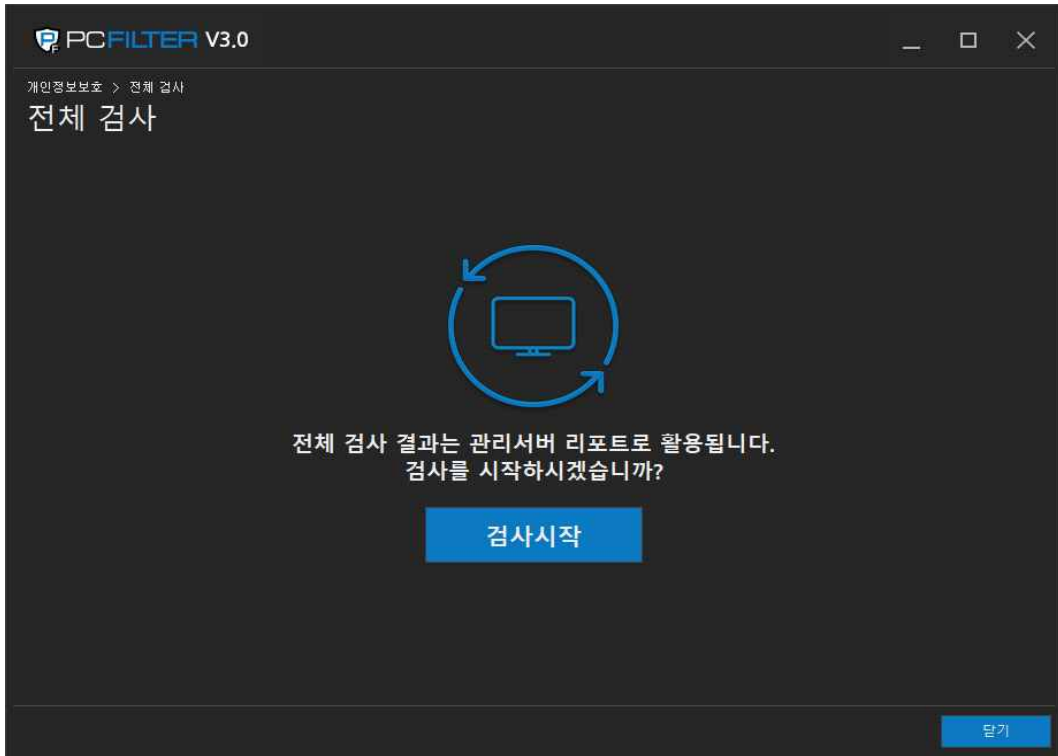 PCFILTER V3.0
개인정보보호 > 전체 검사
전체 검사
전체 검사 결과는 관리서버 리포트로 활용됩니다.
검사를 시작하시겠습니까?
검사시작
닫기